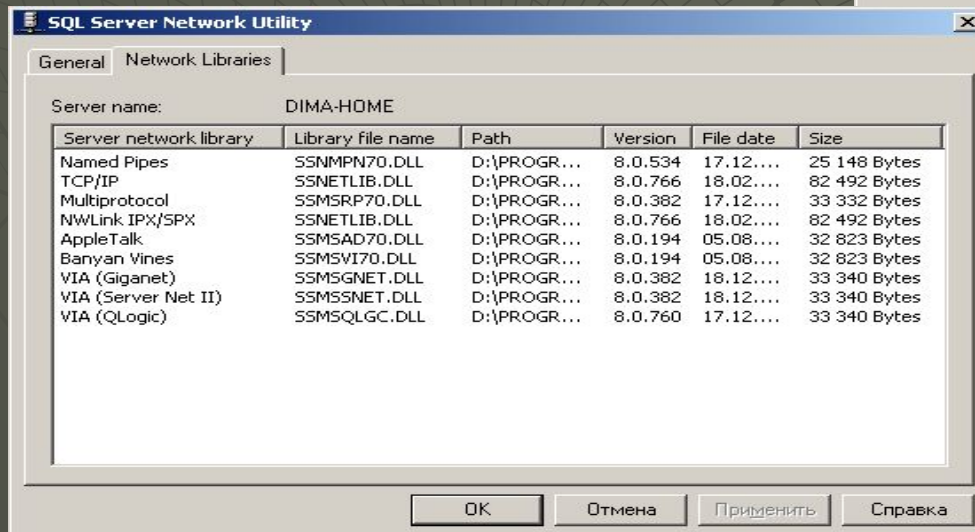 SQL Server Network Utility
General Network Libraries
Server name: DIMA-HOME
Server network library Library file name Path Version File date Size
Named Pipes SSNMPN70.DLL D:\PROGR... 8.0.534 17.12.... 25 148 Bytes
TCP/IP SSNETLIB.DLL D:\PROGR... 8.0.766 18.02.... 82 492 Bytes
Multiprotocol SSMSRP70.DLL D:\PROGR... 8.0.382 17.12.... 33 332 Bytes
NWLink IPX/SPX SSNETLIB.DLL D:\PROGR... 8.0.766 18.02.... 82 492 Bytes
AppleTalk SSMSAD70.DLL D:\PROGR... 8.0.194 05.08.... 32 823 Bytes
Banyan Vines SSMSVI70.DLL D:\PROGR... 8.0.194 05.08.... 32 823 Bytes
VIA (Giganet) SSMSGNET.DLL D:\PROGR... 8.0.382 18.12.... 33 340 Bytes
VIA (Server Net II) SSMSSNET.DLL D:\PROGR... 8.0.382 18.12.... 33 340 Bytes
VIA (QLogic) SSMSQLGC.DLL D:\PROGR... 8.0.760 17.12.... 33 340 Bytes
OK Отмена Применить Справка